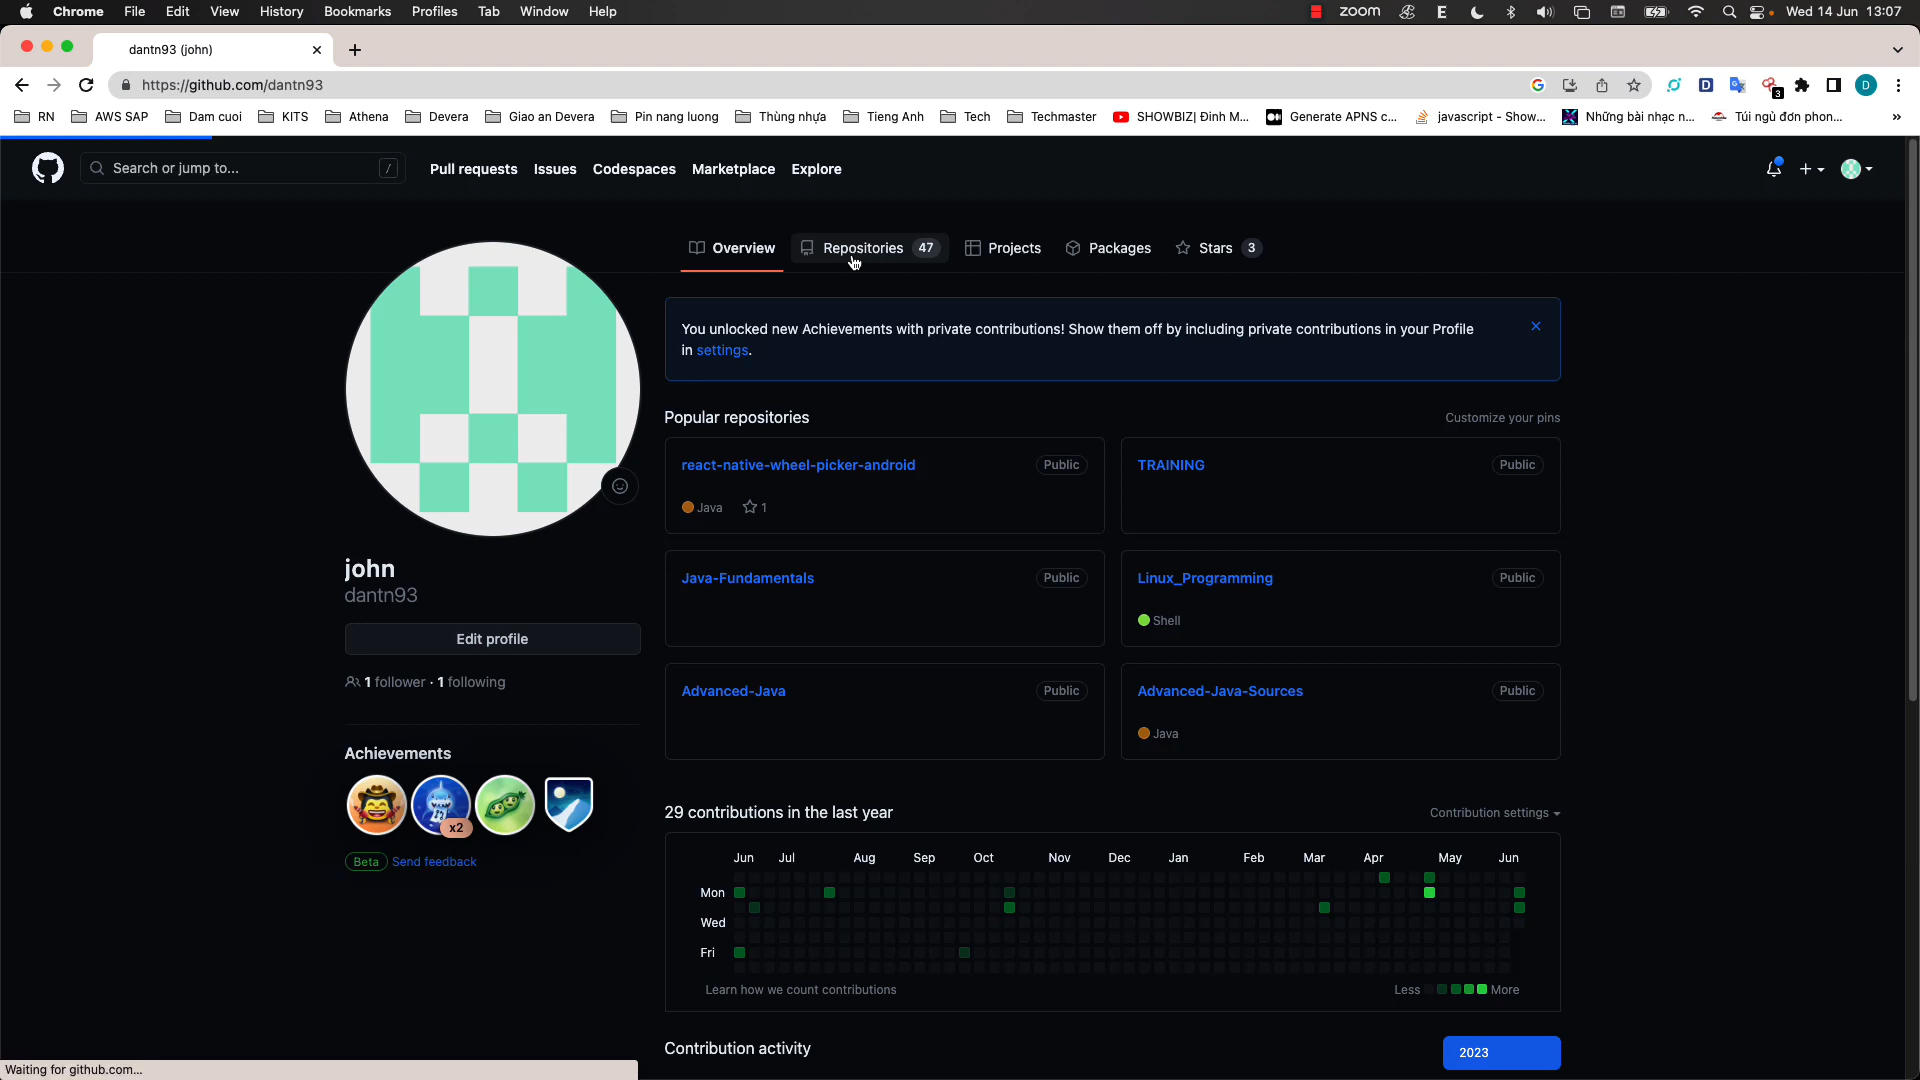 Chrome File Edit View History Bookmarks Profiles Tab Window Help
zoom E Wed 14 Jun 13:07
dantn93 (john)
https://github.com/dantn93
D 3 D
RN AWS SAP Dam cuoi KITS Athena Devera Giao an Devera Pin nang luong Thùng nhựa Tieng Anh Tech Techmaster SHOWBIZ| Đinh M... Generate APNS c... javascript - Show... Những bài nhạc n... Túi ngủ đơn phon... »
Search or jump to... / Pull requests Issues Codespaces Marketplace Explore
Overview Repositories 47 Projects Packages Stars 3
You unlocked new Achievements with private contributions! Show them off by including private contributions in your Profile
in settings.
Popular repositories Customize your pins
react-native-wheel-picker-android Public
Java 1
TRAINING Public
Java-Fundamentals Public
Linux_Programming Public
Shell
Advanced-Java Public
Advanced-Java-Sources Public
Java
john
dantn93
Edit profile
1 follower · 1 following
Achievements
x2
Beta Send feedback
29 contributions in the last year Contribution settings
Jun Jul Aug Sep Oct Nov Dec Jan Feb Mar Apr May Jun
Mon
Wed
Fri
Learn how we count contributions Less More
Contribution activity 2023
Waiting for github.com...